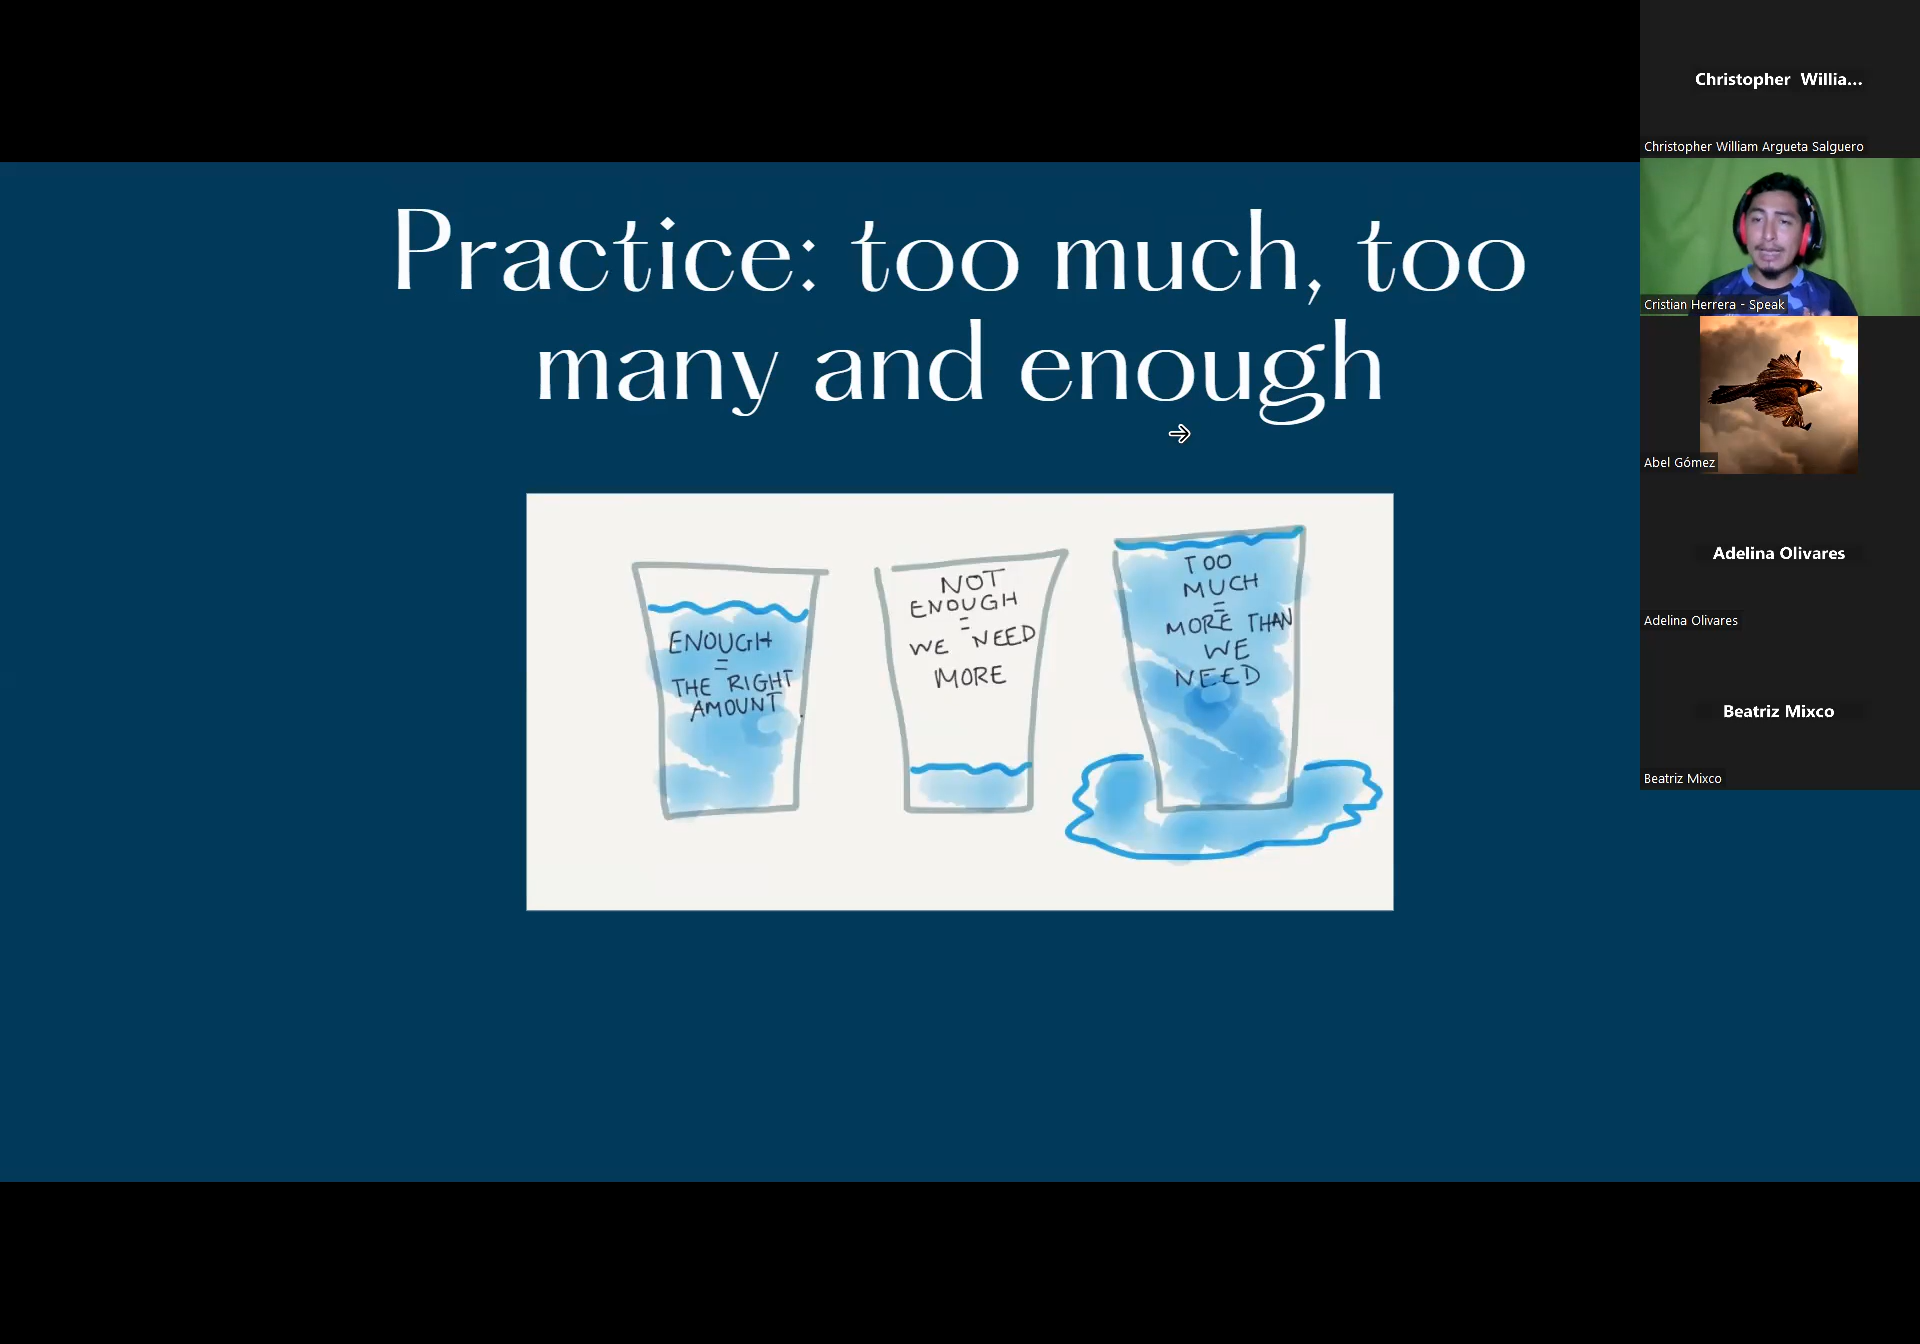 Practice: too much, too
many and enough
ENOUGH
=
THE RIGHT
AMOUNT.
NOT
ENOUGH
=
WE NEED
MORE
TOO
MUCH
=
MORE THAN
WE
NEED
Christopher Willia...
Christopher William Argueta Salguero
Cristian Herrera - Speak
Abel Gómez
Adelina Olivares
Adelina Olivares
Beatriz Mixco
Beatriz Mixco